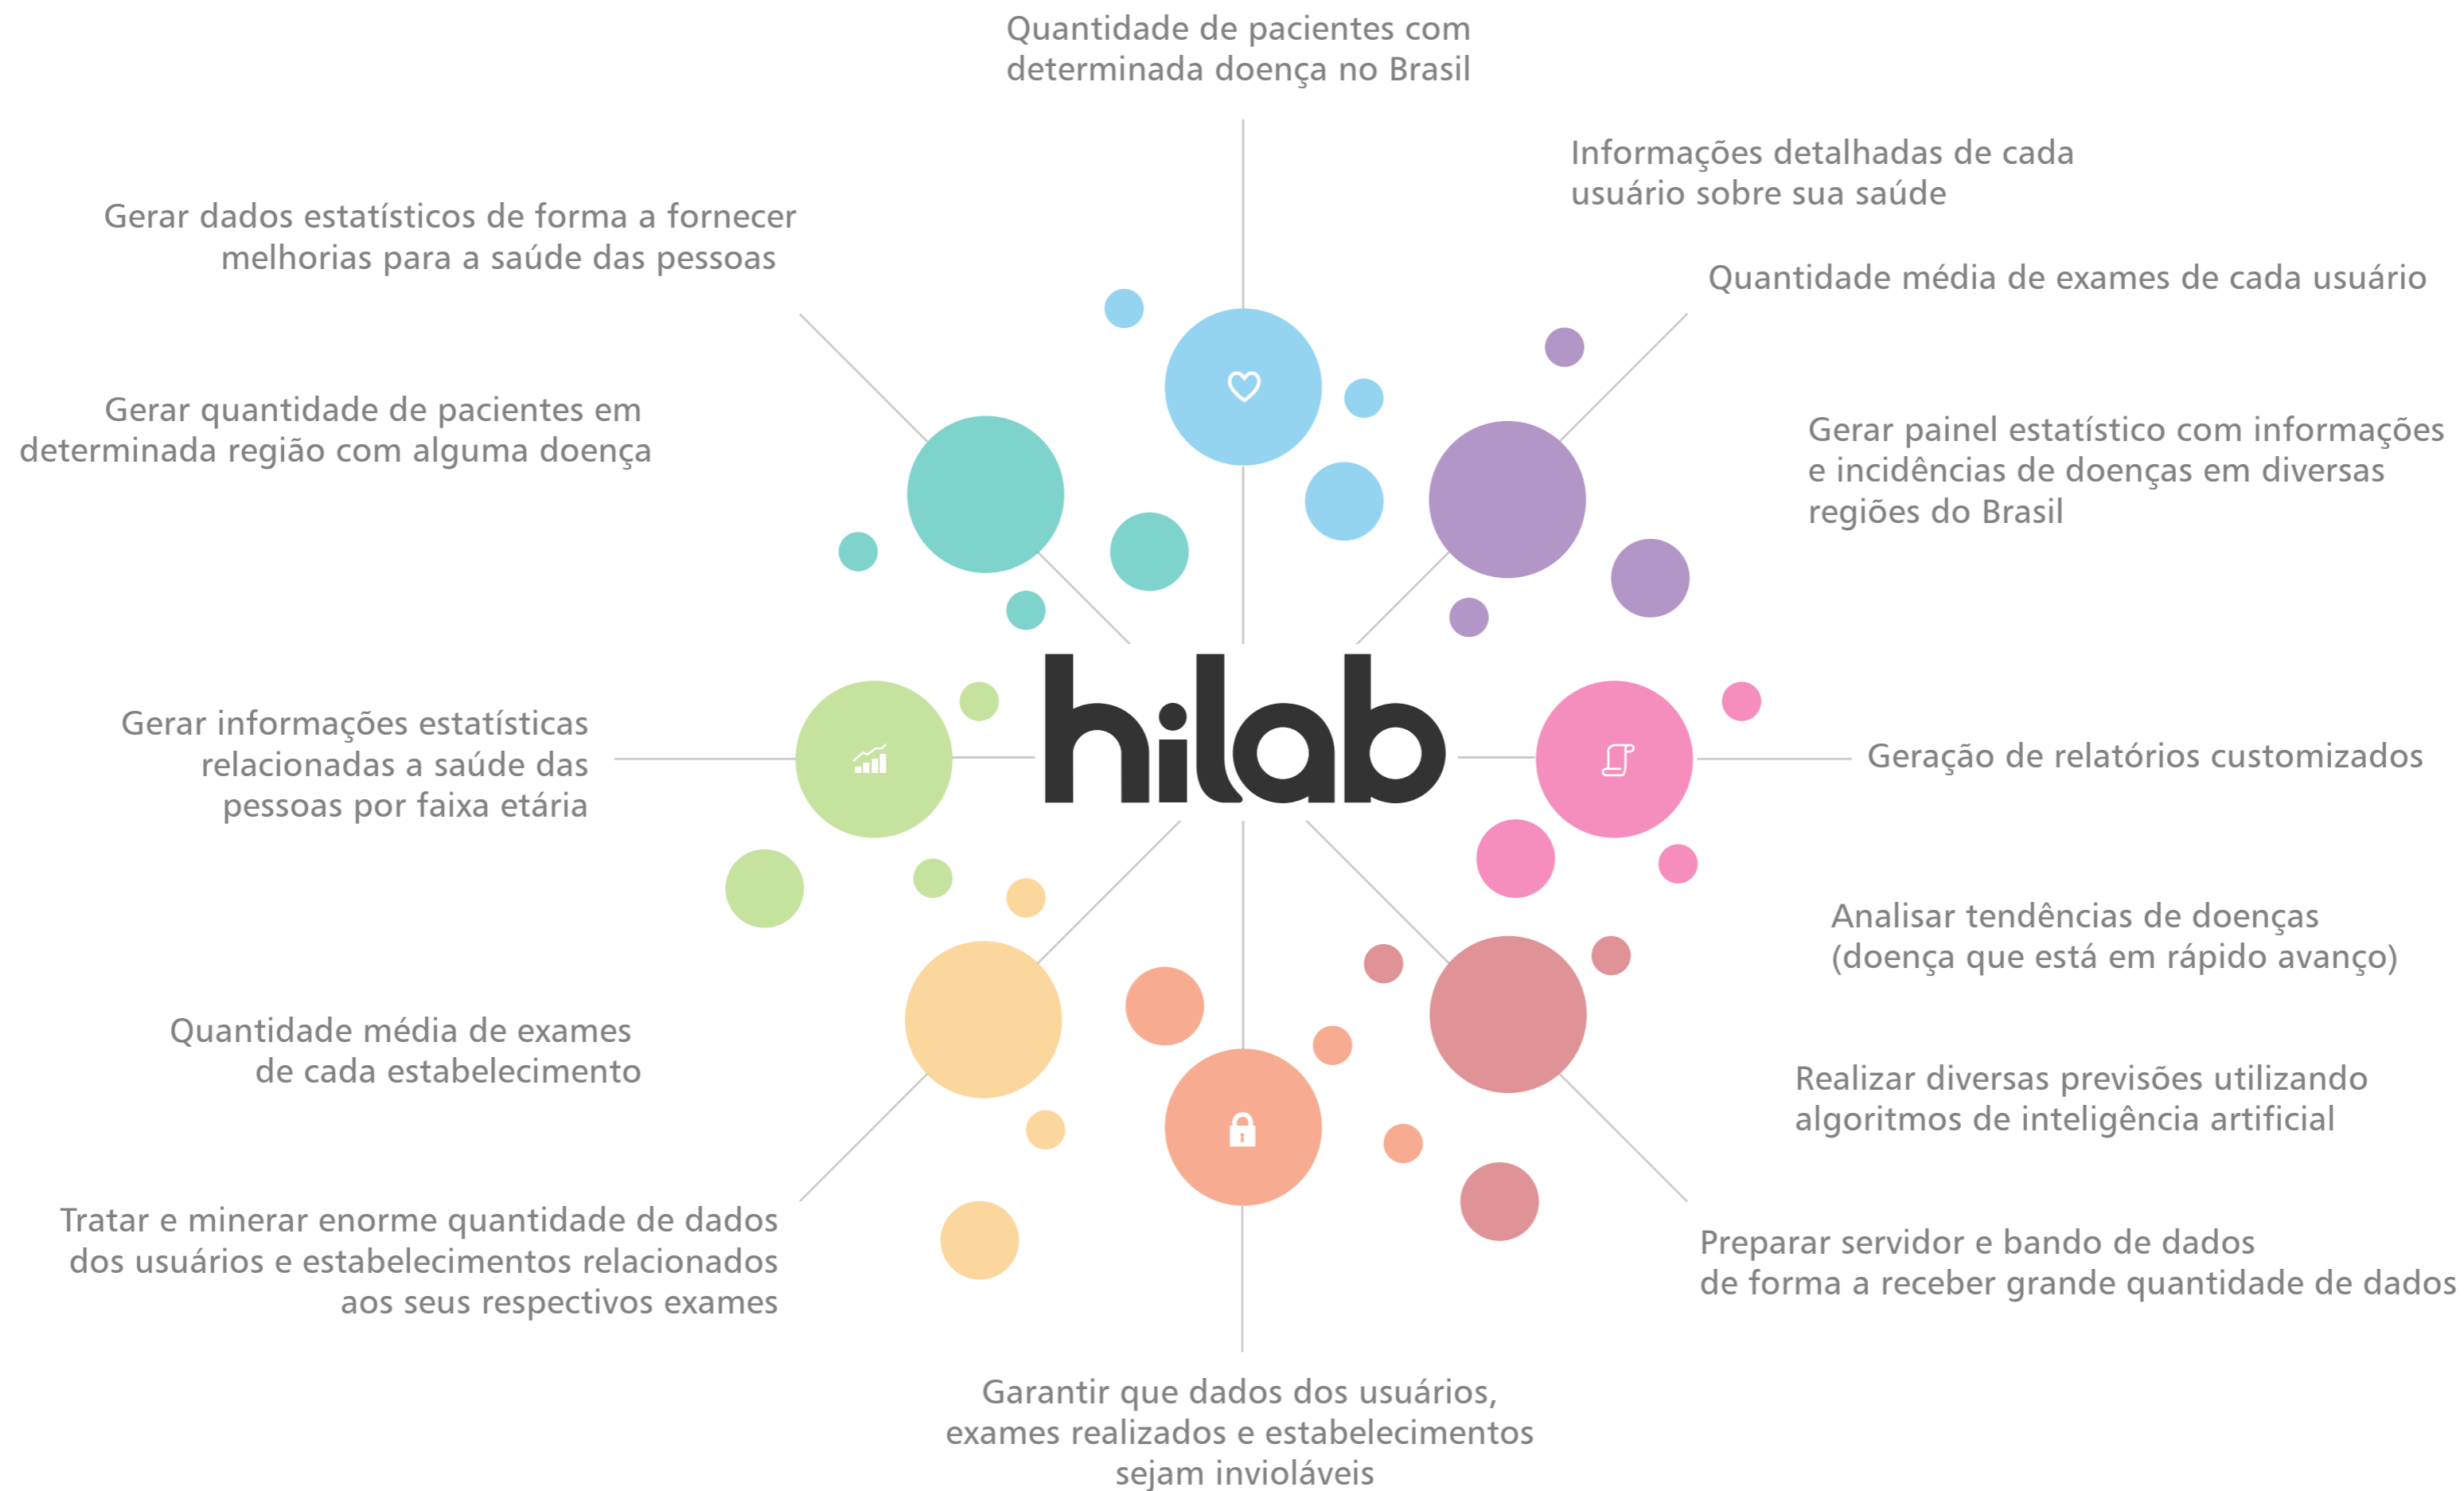 Quantidade de pacientes com
determinada doença no Brasil
Informações detalhadas de cada
usuário sobre sua saúde
Gerar dados estatísticos de forma a fornecer
melhorias para a saúde das pessoas
Quantidade média de exames de cada usuário
Gerar quantidade de pacientes em
determinada região com alguma doença
Gerar painel estatístico com informações
e incidências de doenças em diversas
regiões do Brasil
hilab
Gerar informações estatísticas
relacionadas a saúde das
pessoas por faixa etária
Geração de relatórios customizados
Analisar tendências de doenças
(doença que está em rápido avanço)
Quantidade média de exames
de cada estabelecimento
Realizar diversas previsões utilizando
algoritmos de inteligência artificial
Tratar e minerar enorme quantidade de dados
dos usuários e estabelecimentos relacionados
aos seus respectivos exames
Preparar servidor e bando de dados
de forma a receber grande quantidade de dados
Garantir que dados dos usuários,
exames realizados e estabelecimentos
sejam invioláveis